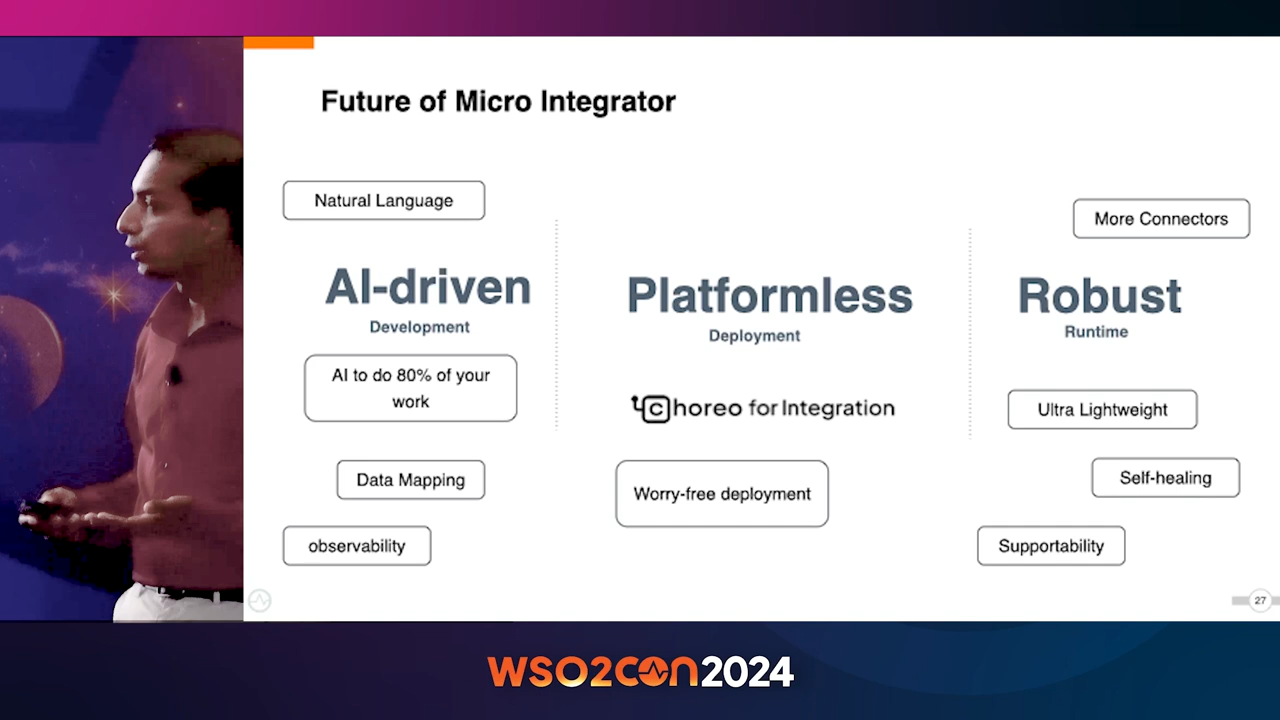 Future of Micro Integrator
Natural Language
AI-driven
Development
AI to do 80% of your
work
Data Mapping
observability
Platformless
Deployment
choreo for Integration
Worry-free deployment
More Connectors
Robust
Runtime
Ultra Lightweight
Self-healing
Supportability
27
WSO2CON2024